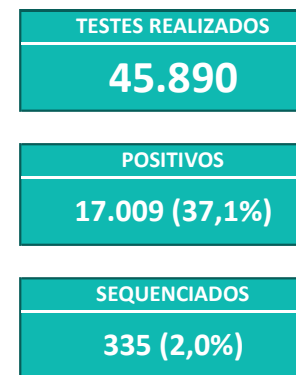 TESTES REALIZADOS
45.890
POSITIVOS
17.009 (37,1%)
SEQUENCIADOS
335 (2,0%)